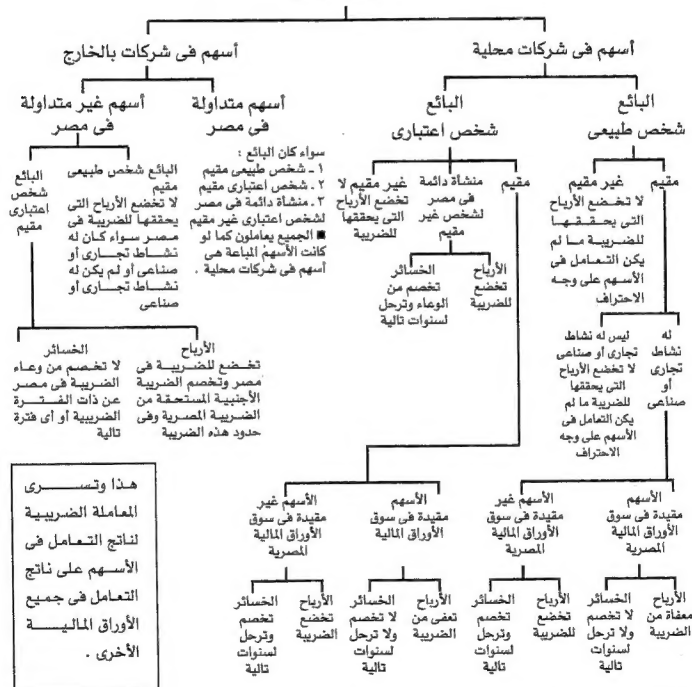 أسهم فى شركات محلية
أسهم فى شركات بالخارج
البائع
شخص طبيعى
البائع
شخص اعتبارى
أسهم متداولة
فى مصر
أسهم غير متداولة
فى مصر
مقيم
غير مقيم
لا تخضع الأرباح
التى يحققها
للضريبة ما لم
يكن التعامل فى
الأسهم على وجه
الاحتراف
مقيم
منشأة دائمة
فى مصر
لشخص غير
مقيم
غير مقيم لا
تخضع الأرباح
التى يحققها
للضريبة
سواء كان البائع :
١ ـ شخص طبيعى مقيم
٢ ـ شخص اعتبارى مقيم
٣ ـ منشأة دائمة فى مصر
لشخص اعتبارى غير مقيم
■ الجميع يعاملون كما لو
كانت الأسهم المباعة هى
أسهم فى شركات محلية .
البائع شخص طبيعى
مقيم
لا تخضع الأرباح التى
يحققها للضريبة فى
مصر سواء كان له
نشاط تجارى أو
صناعى أو لم يكن له
نشاط تجارى أو
صناعى
البائع
شخص
اعتبارى
مقيم
الأرباح
تخضع
للضريبة
الخسائر
تخصم من
الوعاء وترحل
لسنوات تالية
له
نشاط
تجارى
أو
صناعى
ليس له نشاط
تجارى أو صناعى
لا تخضع الأرباح
التى يحققها
للضريبة ما لم
يكن التعامل فى
الأسهم على وجه
الاحتراف
الأرباح
تخضع للضريبة فى
مصر وتخصم الضريبة
الأجنبية المستحقة من
الضريبة المصرية وفى
حدود هذه الضريبة
الخسائر
لا تخصم من وعاء
الضريبة فى مصر
عن ذات الفترة
الضريبية أو أى فترة
تالية
الأسهم
مقيدة فى سوق
الأوراق المالية
المصرية
الأسهم غير
مقيدة فى سوق
الأوراق المالية
المصرية
الأسهم
مقيدة فى سوق
الأوراق المالية
الأسهم غير
مقيدة فى سوق
الأوراق المالية
المصرية
الأرباح
معفاة من
الضريبة
الخسائر
لا تخصم
ولا ترحل
لسنوات
تالية
الأرباح
تخضع
للضريبة
الخسائر
تخصم
وترحل
لسنوات
تالية
الأرباح
تعفى من
الضريبة
الخسائر
لا تخصم
ولا ترحل
لسنوات
تالية
الأرباح
تخضع
الضريبة
الخسائر
تخصم
وترحل
لسنوات
تالية
هذا وتسرى
المعاملة الضريبية
لناتج التعامل فى
الأسهم على ناتج
التعامل فى جميع
الأوراق المالية
الأخرى .